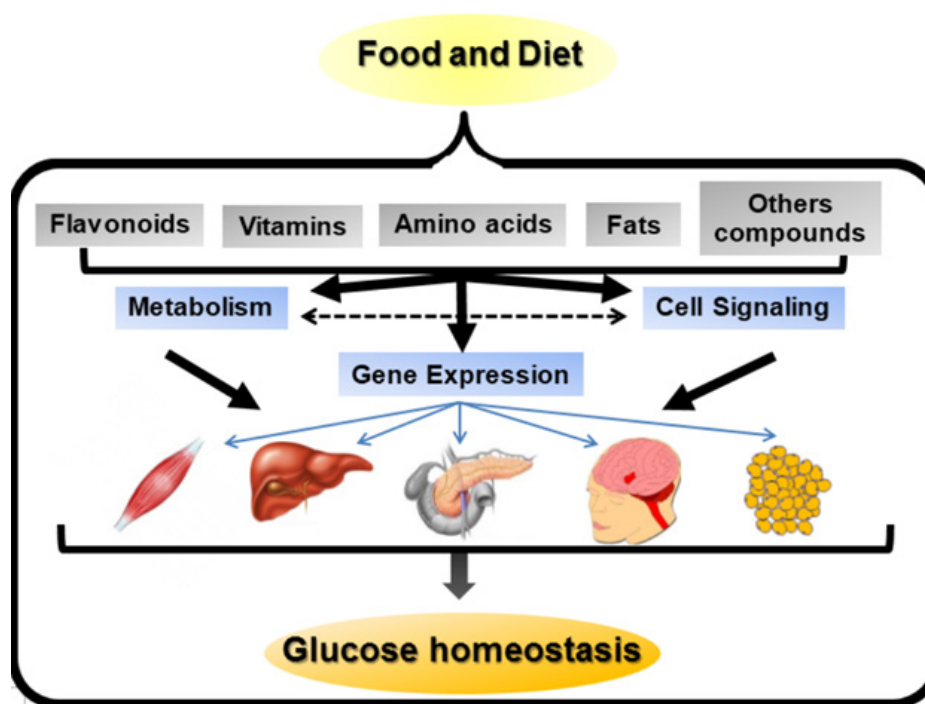 Food and Diet
Flavonoids
Vitamins
Amino acids
Fats
Others
compounds
Metabolism
Cell Signaling
Gene Expression
Glucose homeostasis